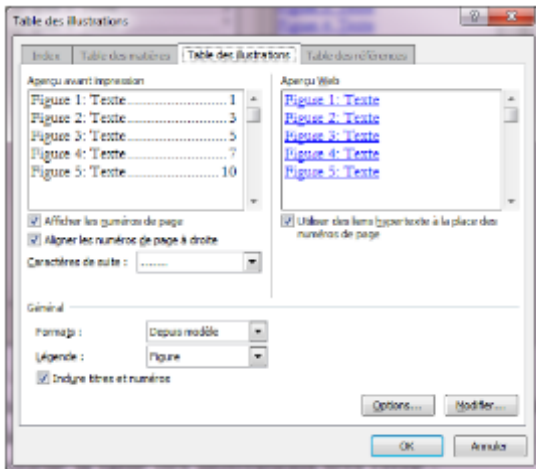 Table des illustrations
Index
Table des matières
Table des illustrations
Table des références
Aperçu avant impression
Figure 1: Texte.....................1
Figure 2: Texte.....................3
Figure 3: Texte.....................5
Figure 4: Texte.....................7
Figure 5: Texte....................10
Afficher les numéros de page
Aligner les numéros de page à droite
Caractères de suite : ........
Aperçu Web
Figure 1: Texte
Figure 2: Texte
Figure 3: Texte
Figure 4: Texte
Figure 5: Texte
Utiliser des liens hypertexte à la place des
numéros de page
Général
Formats : Depuis modèle
Légende : Figure
Inclure titres et numéros
Options... Modifier...
OK Annuler